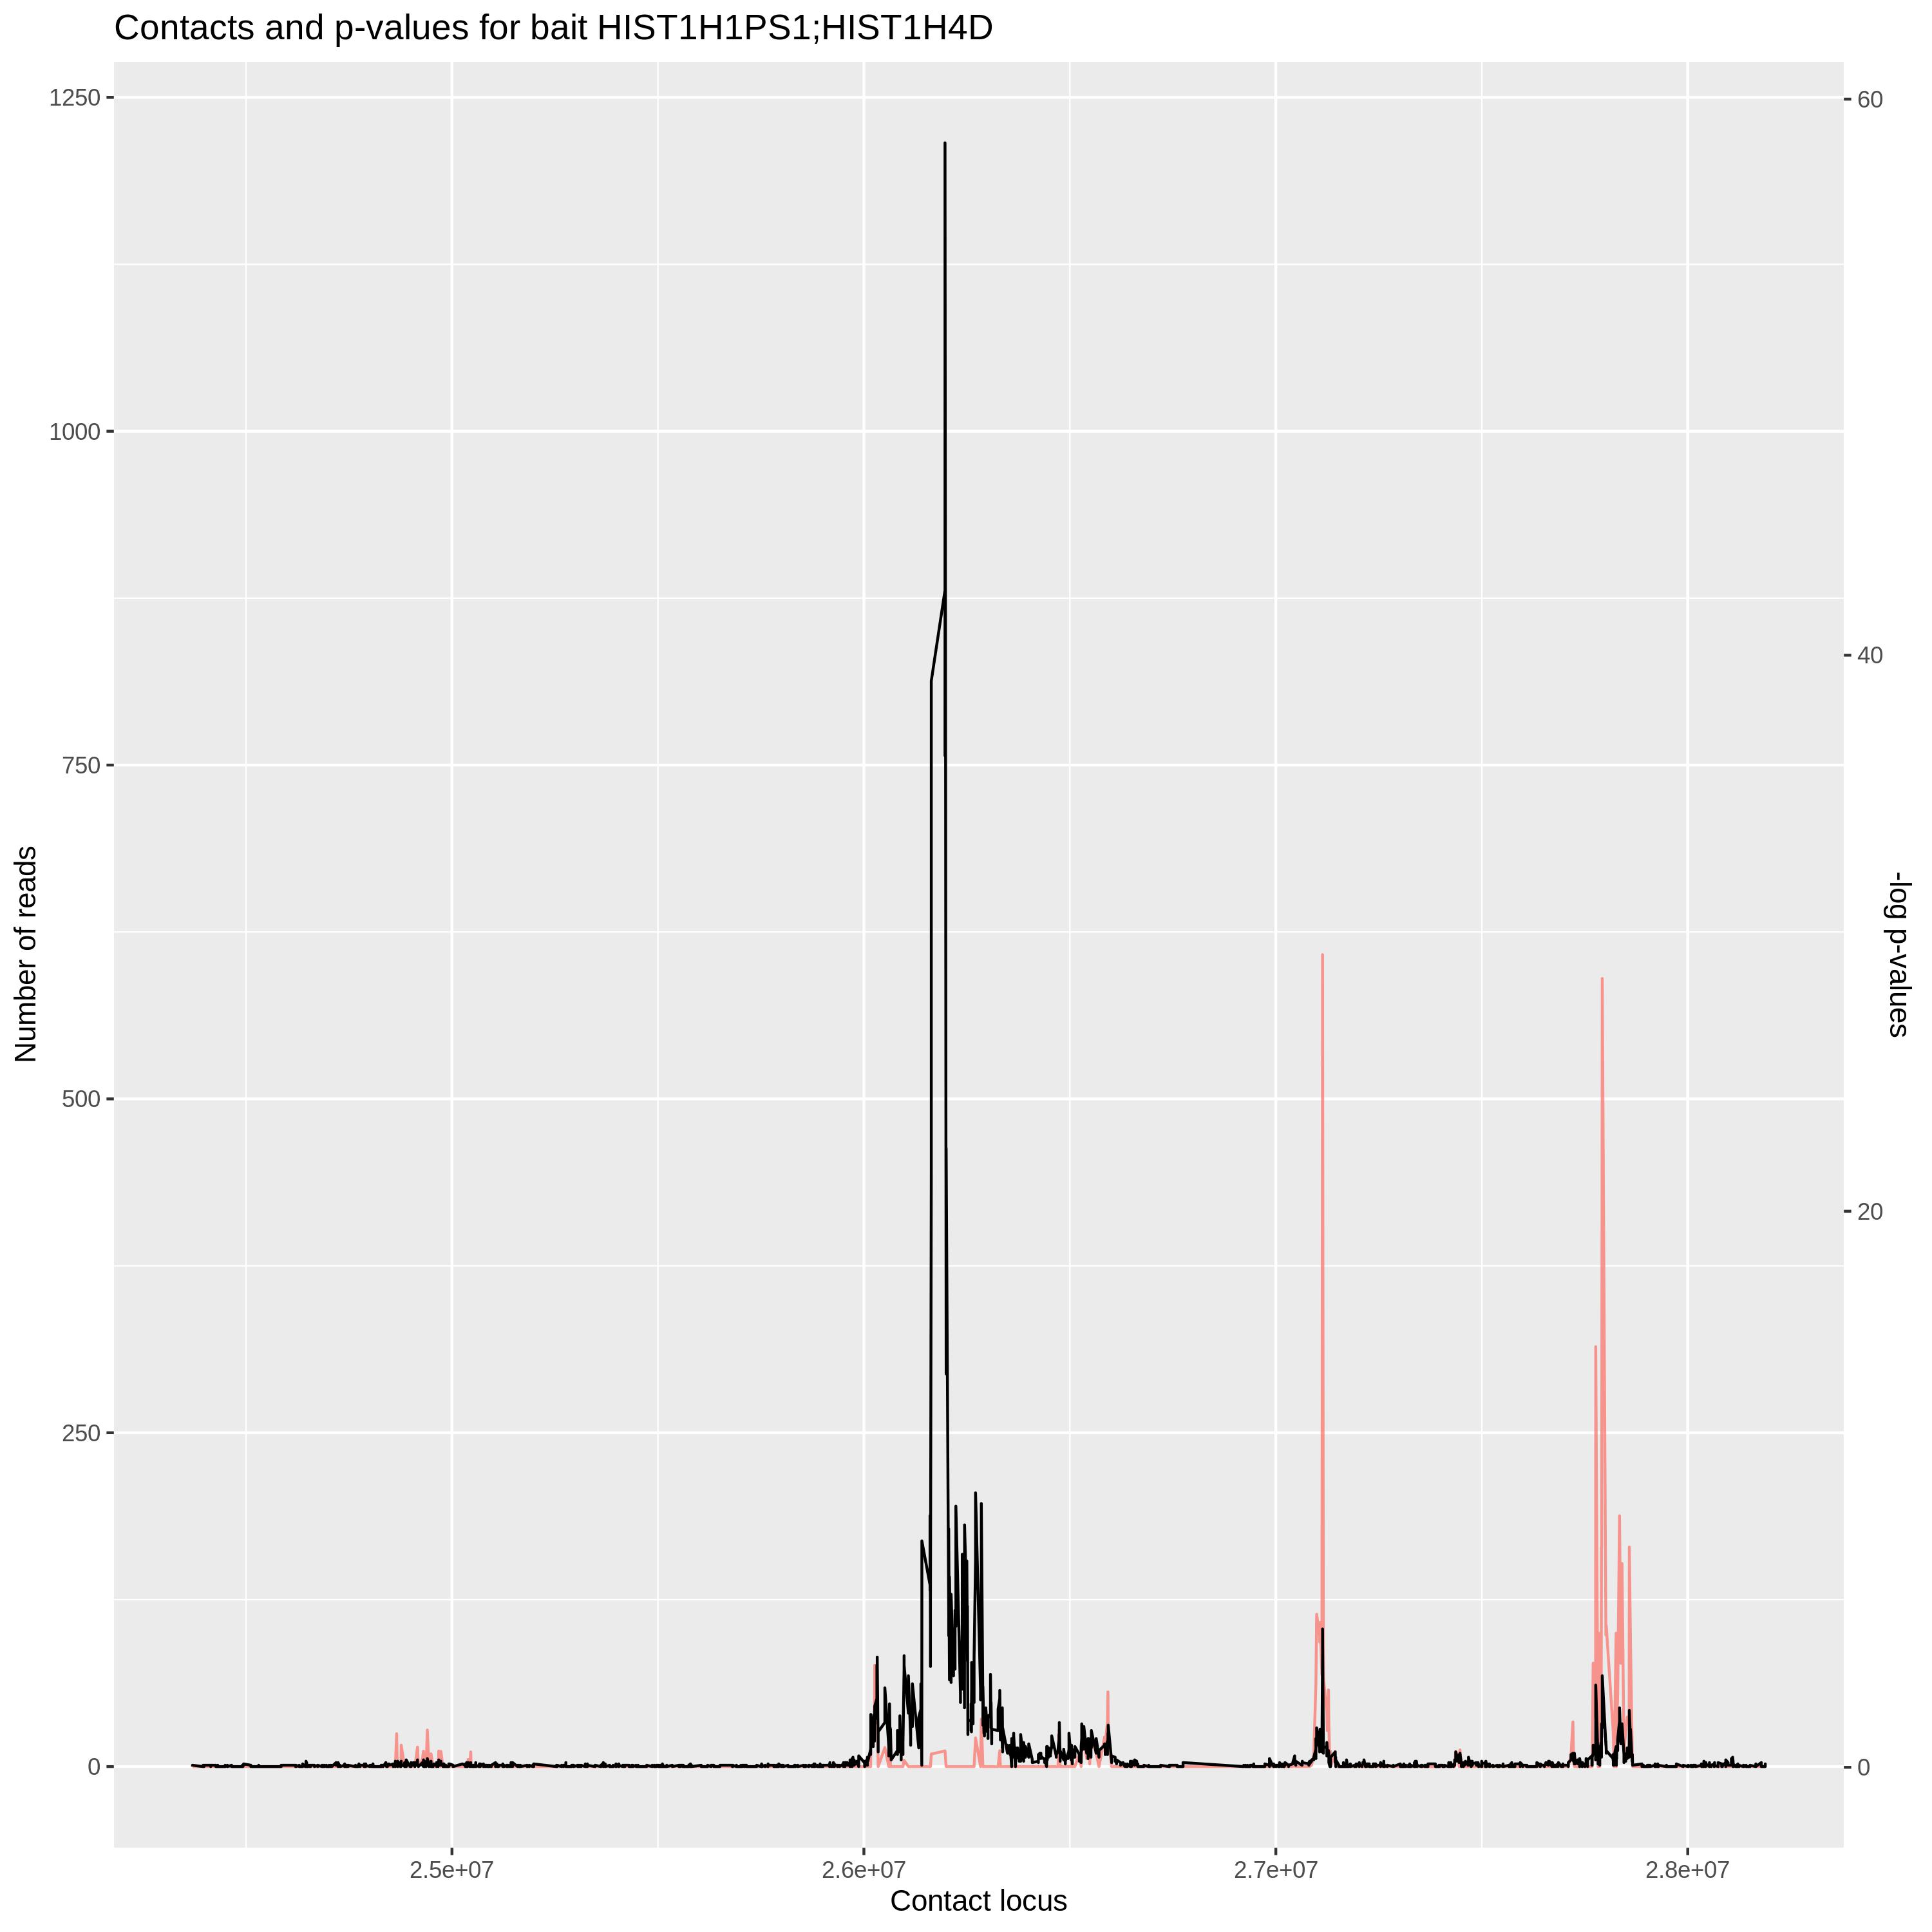 Contacts and p-values for bait HIST1H1PS1;HIST1H4D
1250
1000
750
500
250
0
Number of reads
60
40
20
0
-log p-values
2.5e+07
2.6e+07
2.7e+07
2.8e+07
Contact locus